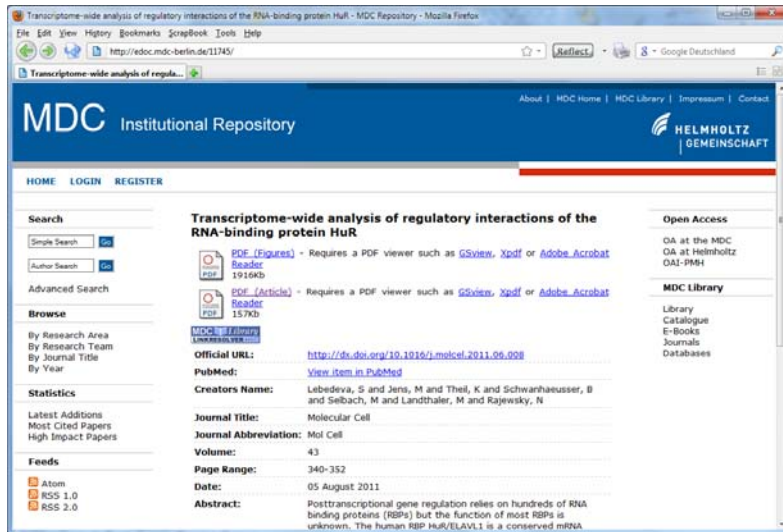 Transcriptome-wide analysis of regulatory interactions of the RNA-binding protein HuR - MDC Repository - Mozilla Firefox
File Edit View History Bookmarks ScrapBook Tools Help
http://edoc.mdc-berlin.de/11745/
Reflect
Google Deutschland
Transcriptome-wide analysis of regula...
About | MDC Home | MDC Library | Impressum | Contact
MDC Institutional Repository
HELMHOLTZ
GEMEINSCHAFT
HOME LOGIN REGISTER
Search
Simple Search Go
Author Search Go
Advanced Search
Browse
By Research Area
By Research Team
By Journal Title
By Year
Statistics
Latest Additions
Most Cited Papers
High Impact Papers
Feeds
Atom
RSS 1.0
RSS 2.0
Transcriptome-wide analysis of regulatory interactions of the
RNA-binding protein HuR
PDF
PDF (Figures) - Requires a PDF viewer such as GSview, Xpdf or Adobe Acrobat
Reader
1916Kb
PDF
PDF (Article) - Requires a PDF viewer such as GSview, Xpdf or Adobe Acrobat
Reader
157Kb
MDC Library
LINKRESOLVER
Official URL: http://dx.doi.org/10.1016/j.molcel.2011.06.008
PubMed: View item in PubMed
Creators Name: Lebedeva, S and Jens, M and Theil, K and Schwanhaeusser, B
and Selbach, M and Landthaler, M and Rajewsky, N
Journal Title: Molecular Cell
Journal Abbreviation: Mol Cell
Volume: 43
Page Range: 340-352
Date: 05 August 2011
Abstract: Posttranscriptional gene regulation relies on hundreds of RNA
binding proteins (RBPs) but the function of most RBPs is
unknown. The human RBP HuR/ELAVL1 is a conserved mRNA
Open Access
OA at the MDC
OA at Helmholtz
OAI-PMH
MDC Library
Library
Catalogue
E-Books
Journals
Databases